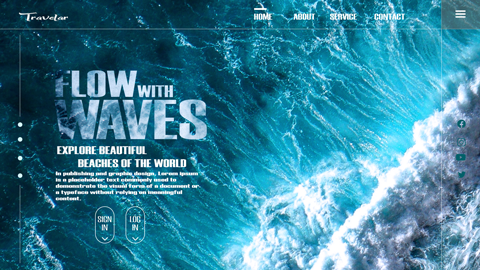 Travelar
HOME ABOUT SERVICE CONTACT
FLOW WITH
WAVES
EXPLORE BEAUTIFUL
BEACHES OF THE WORLD
In publishing and graphic design, Lorem ipsum
is a placeholder text commonly used to
demonstrate the visual form of a document or
a typeface without relying on meaningful
content.
SIGN IN
LOG IN